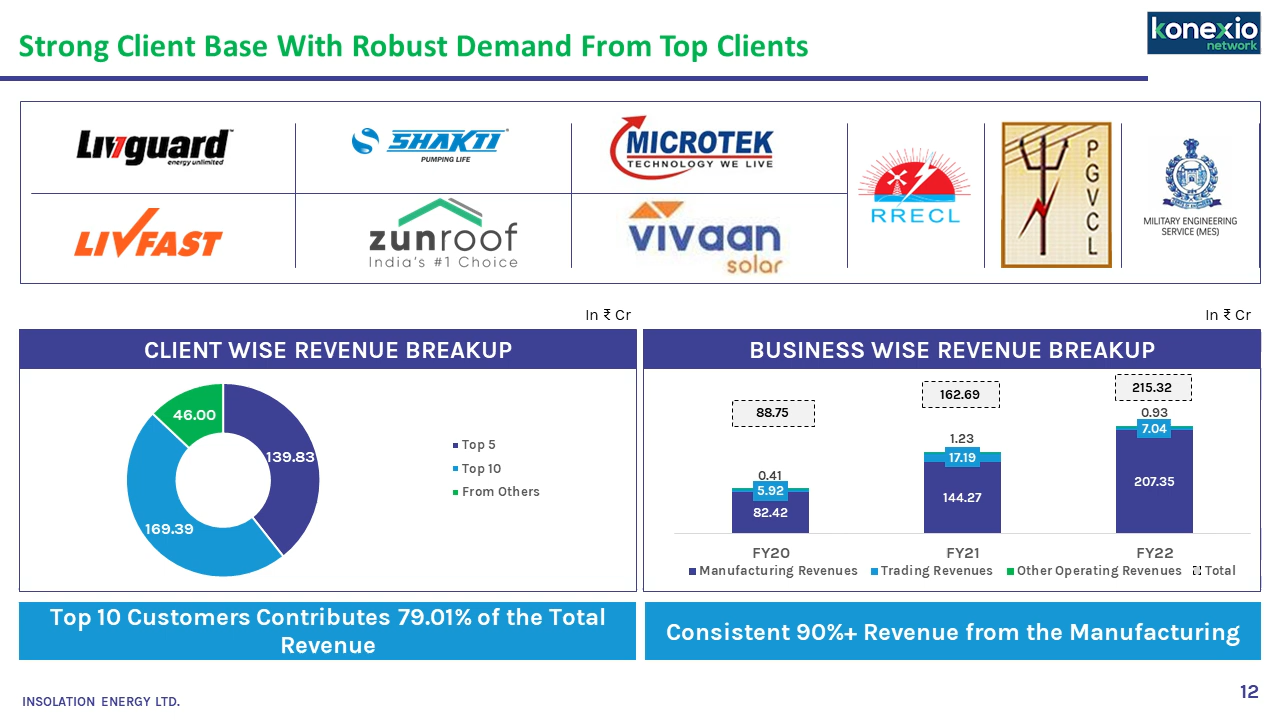 Strong Client Base With Robust Demand From Top Clients
konexio
network
Livguard
energy unlimited
SHAKTI
PUMPING LIFE
MICROTEK
TECHNOLOGY WE LIVE
LIVFAST
zunroof
India's #1 Choice
vivaan
solar
RRECL
PGVCL
MILITARY ENGINEERING
SERVICE (MES)
In ₹ Cr
In ₹ Cr
CLIENT WISE REVENUE BREAKUP
46.00
139.83
169.39
Top 5
Top 10
From Others
BUSINESS WISE REVENUE BREAKUP
88.75
162.69
215.32
0.41
1.23
0.93
5.92
17.19
7.04
82.42
144.27
207.35
FY20
FY21
FY22
Manufacturing Revenues
Trading Revenues
Other Operating Revenues
Total
Top 10 Customers Contributes 79.01% of the Total
Revenue
Consistent 90%+ Revenue from the Manufacturing
INSOLATION ENERGY LTD.
12